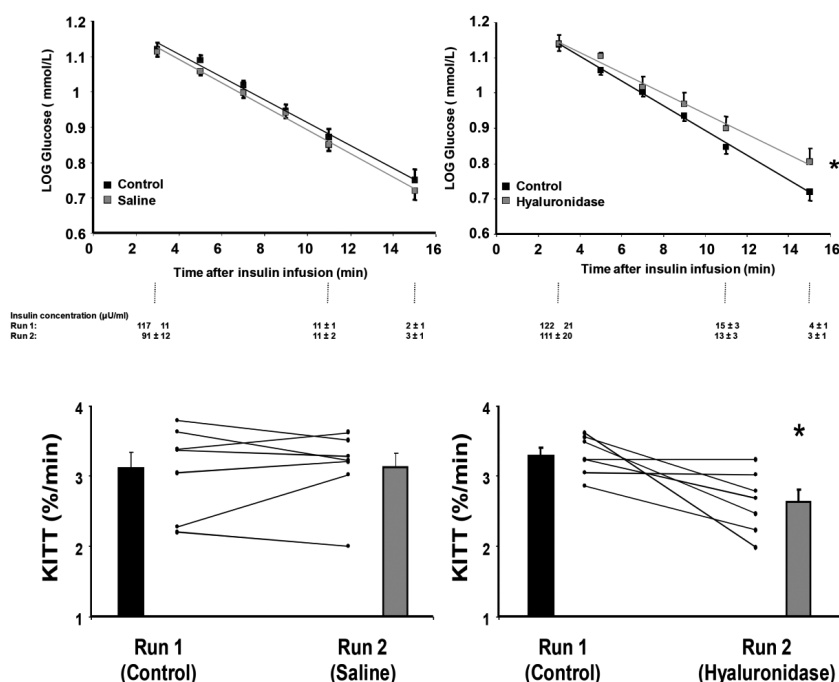 1.2
1.1
1
0.9
0.8
0.7
0.6
LOG Glucose ( mmol/L)
Control
Saline
0 2 4 6 8 10 12 14 16
Time after insulin infusion (min)
1.2
1.1
1
0.9
0.8
0.7
0.6
LOG Glucose ( mmol/L)
Control
Hyaluronidase
*
0 2 4 6 8 10 12 14 16
Time after insulin infusion (min)
Insulin concentration (µU/ml)
Run 1: 117 11 11 ± 1 2 ± 1 122 21 15 ± 3 4 ± 1
Run 2: 91 ± 12 11 ± 2 3 ± 1 111 ± 20 13 ± 3 3 ± 1
4
3
2
1
KITT (%/min)
Run 1
(Control)
Run 2
(Saline)
4
3
2
1
KITT (%/min)
*
Run 1
(Control)
Run 2
(Hyaluronidase)